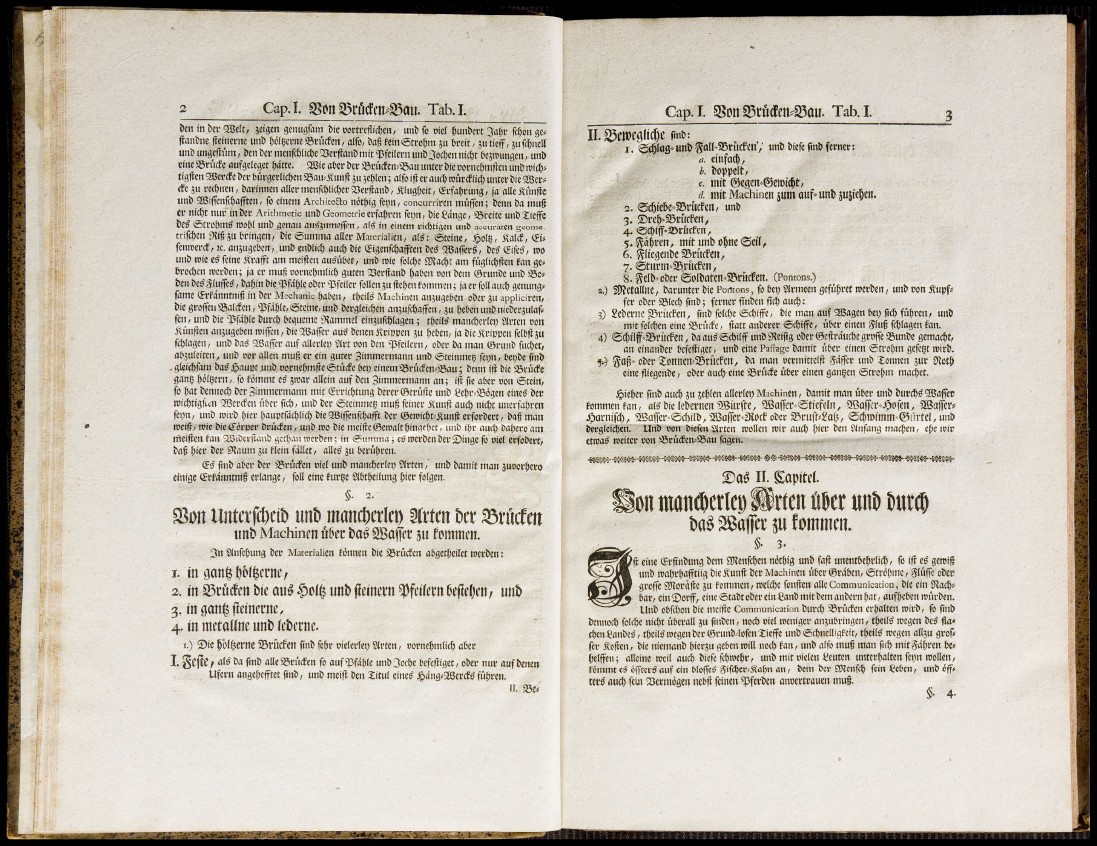 2 Cap. I. Von Brücken-Bau. Tab. I.
den in der Welt, zeigen genugsam die vortreflichen, und so viel hundert Jahr schon ge-
standne steinerne und höltzerne Brücken, also, daß kein Strohm zu breit, zu tieff, zu schnell
und ungestüm, den der menschliche Verstand mit Pfeilern und Jochen nicht bezwungen, und
eine Brücke aufgeleget hätte. Wie aber der Brücken-Bau unter die vornehmsten und wich-
tigsten Wercke der bürgerlichen Bau-Kunst zu zehlen; also ist er auch würcklich unter die Wer-
cke zu rechnen, darinnen aller menschlicher Verstand, Klugheit, Erfahrung, ja alle Künste
und Wissenschafften, so einem Architecto nöthig seyn, concurriren müssen; denn da muß
er nicht nur in der Arithmetic und Geometrie erfahren seyn, die Länge, Breite und Tieffe
des Strohms wohl und genau auszumessen, als in einem richtigen und accuraten geome-
trischen Riß zu bringen, die Summa aller Materialien, als: Steine, Holtz, Kalck, Ei-
senwerck, ꝛc. anzugeben, und endlich auch die Eigenschafften des Wassers, des Eises, wo
und wie es seine Krafft am meisten ausübet, und wie solche Macht am füglichsten kan ge-
brochen werden; ja er muß vornehmlich guten Verstand haben von dem Grunde und Bo-
den des Flusses, dahin die Pfähle oder Pfeiler sollen zu stehen kommen; ja er soll auch genung-
same Erkänntniß in der Mechanic haben, theils Machinen anzugeben oder zu appliciren,
die grossen Balcken, Pfähle, Steine, und dergleichen anzuschaffen, zu heben und niederzulas-
sen, und die Pfähle durch bequeme Rammel einzuschlagen; theils mancherley Arten von
Künsten anzugeben wissen, die Wasser aus denen Krippen zu heben, ja die Krippen selbst zu
schlagen, und das Wasser auf allerley Art von den Pfeilern, oder da man Grund suchet,
abzuleiten, und vor allen muß er ein guter Zimmermann und Steinmetz seyn, beyde sind
gleichsam das Haupt und vornehmste Stücke bey einem Brücken-Bau; denn ist die Brücke
gantz höltzern, so kömmt es zwar allein auf den Zimmermann an; ist sie aber von Stein,
so hat dennoch der Zimmermann mit Errichtung derer Gerüste und Lehr-Bögen eines der
wichtigsten Wercken über sich, und der Steinmetz muß seiner Kunst auch nicht unerfahren
seyn, und wird hier hauptsächlich die Wissenschafft der Gewicht-Kunst erfordert, daß man
weiß, wie die Cörper drücken, und wo die meiste Gewalt hingehet, und ihr auch dahero am
meisten kan Widerstand gethan werden; in Summa; es werden der Dinge so viel erfodert,
daß hier der Raum zu klein fället, alles zu berühren.
Es sind aber der Brücken viel und mancherley Arten, und damit man zuvorhero
einige Erkänntniß erlange, soll eine kurtze Abtheilung hier folgen.
§. 2.
Von Unterscheid und mancherley Arten der Brücken
und Machinen über das Wasser zu kommen.
In Ansehung der Materialien können die Brücken abgetheilet werden:
1. in gantz höltzerne,
2. in Brücken die aus Holtz und steinern Pfeilern bestehen, und
3. in gantz steinerne,
4. in metallne und lederne.
1.) Die höltzerne Brücken sind sehr vielerley Arten, vornehmlich aber
I. Feste, als da sind alle Brücken so auf Pfähle und Joche befestiget, oder nur auf denen
Ufern angehefftet sind, und meist den Titul eines Häng-Wercks führen.
II. Be-
Cap. I. Von Brücken-Bau. Tab. I. 3
II. Bewegliche sind:
1. Schlag- und Fall-Brücken, und diese sind ferner:
a. einfach,
b. doppelt,
c. mit Gegen-Gewicht,
d. mit Machinen zum auf- und zuziehen.
2. Schiebe-Brücken, und
3. Dreh-Brücken,
4. Schiff-Brücken,
5. Fähren, mit und ohne Seil,
6. Fliegende Brücken,
7. Sturm-Brücken,
8. Feld- oder Soldaten-Brücken. (Pontons.)
2.) Metallne, darunter die Pontons, so bey Armeen geführet werden, und von Kupf-
fer oder Blech sind; ferner finden sich auch:
3) Lederne Brücken, sind solche Schiffe, die man auf Wagen bey sich führen, und
mit solchen eine Brücke, statt anderer Schiffe, über einen Fluß schlagen kan.
4) Schilff-Brücken, da aus Schilff und Reißig oder Gesträuche grosse Bunde gemacht,
an einander befestiget, und eine Passage damit über einen Strohm gesetzt wird.
5.) Faß- oder Tonnen-Brücken, da man vermittelst Fässer und Tonnen zur Noth
eine fliegende, oder auch eine Brücke über einen gantzen Strohm machet.
Hieher sind auch zu zehlen allerley Machinen, damit man über und durchs Wasser
kommen kan, als die ledernen Würste, Wasser-Stiefeln, Wasser-Hosen, Wasser-
Harnisch, Wasser-Schild, Wasser-Rock oder Brust-Latz, Schwimm-Gürtel, und
dergleichen. Und von diesen Arten wollen wir auch hier den Anfang machen, ehe wir
etwas weiter von Brücken-Bau sagen.
Das II. Capitel.
Von mancherley Arten über und durch
das Wasser zu kommen.
§. 3.
Ist eine Erfindung dem Menschen nöthig und fast unentbehrlich, so ist es gewiß
und wahrhafftig die Kunst der Machinen über Gräben, Ströhme, Flüsse oder
grosse Moräste zu kommen, welche sonsten alle Communication, die ein Nach-
bar, ein Dorff, eine Stadt oder ein Land mit dem andern hat, aufheben würden.
Und obschon die meiste Communication durch Brücken erhalten wird, so sind
dennoch solche nicht überall zu finden, noch viel weniger anzubringen, theils wegen des fla-
chen Landes, theils wegen der Grund-losen Tieffe und Schnelligkeit, theils wegen allzu gros-
ser Kosten, die niemand hierzu geben will noch kan, und also muß man sich mit Fähren be-
helffen; alleine weil auch diese schwehr, und mit vielen Leuten unterhalten seyn wollen,
kömmt es öffters auf ein blosses Fischer-Kahn an, dem der Mensch sein Leben, und öff-
ters auch sein Vermögen nebst seinen Pferden anvertrauen muß.
§. 4.